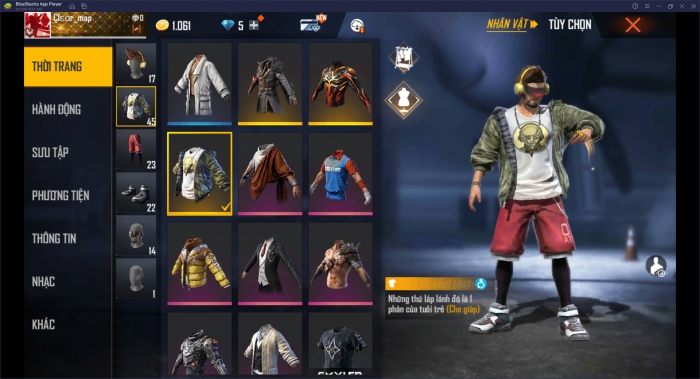 BlueStacks App Player
Clear_map
0
1.061
5
NEW
NHÂN VẬT
TÙY CHỌN
THỜI TRANG
HÀNH ĐỘNG
SƯU TẬP
PHƯƠNG TIỆN
THÔNG TIN
NHẠC
KHÁC
17
45
23
22
14
1
Những thứ lấp lánh đó là 1
phần của tuổi trẻ (Che giáp)